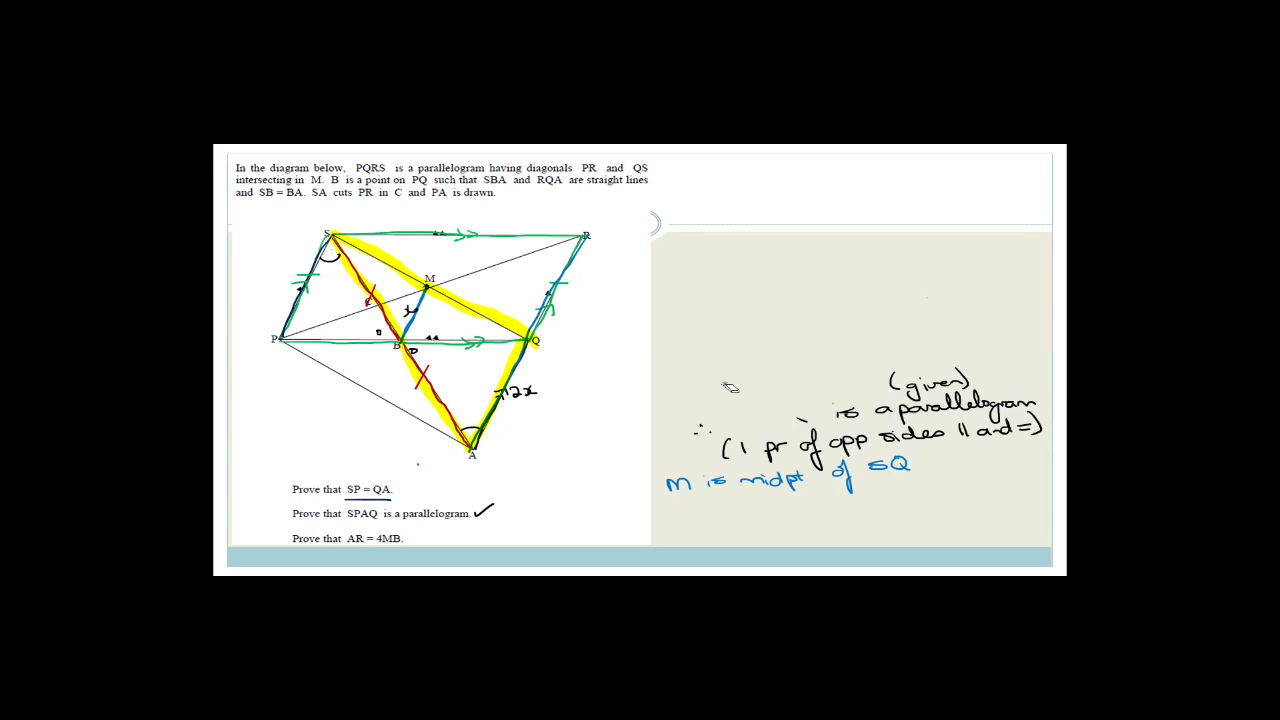 In the diagram below, PQRS is a parallelogram having diagonals PR and QS
intersecting in M. B is a point on PQ such that SBA and RQA are straight lines
and SB = BA. SA cuts PR in C and PA is drawn.
S
R
M
P
B
Q
x
2x
A
(given)
is a parallelogram
∴ (1 pr of opp sides || and =)
M is midpt of SQ
Prove that SP = QA.
Prove that SPAQ is a parallelogram.
Prove that AR = 4MB.